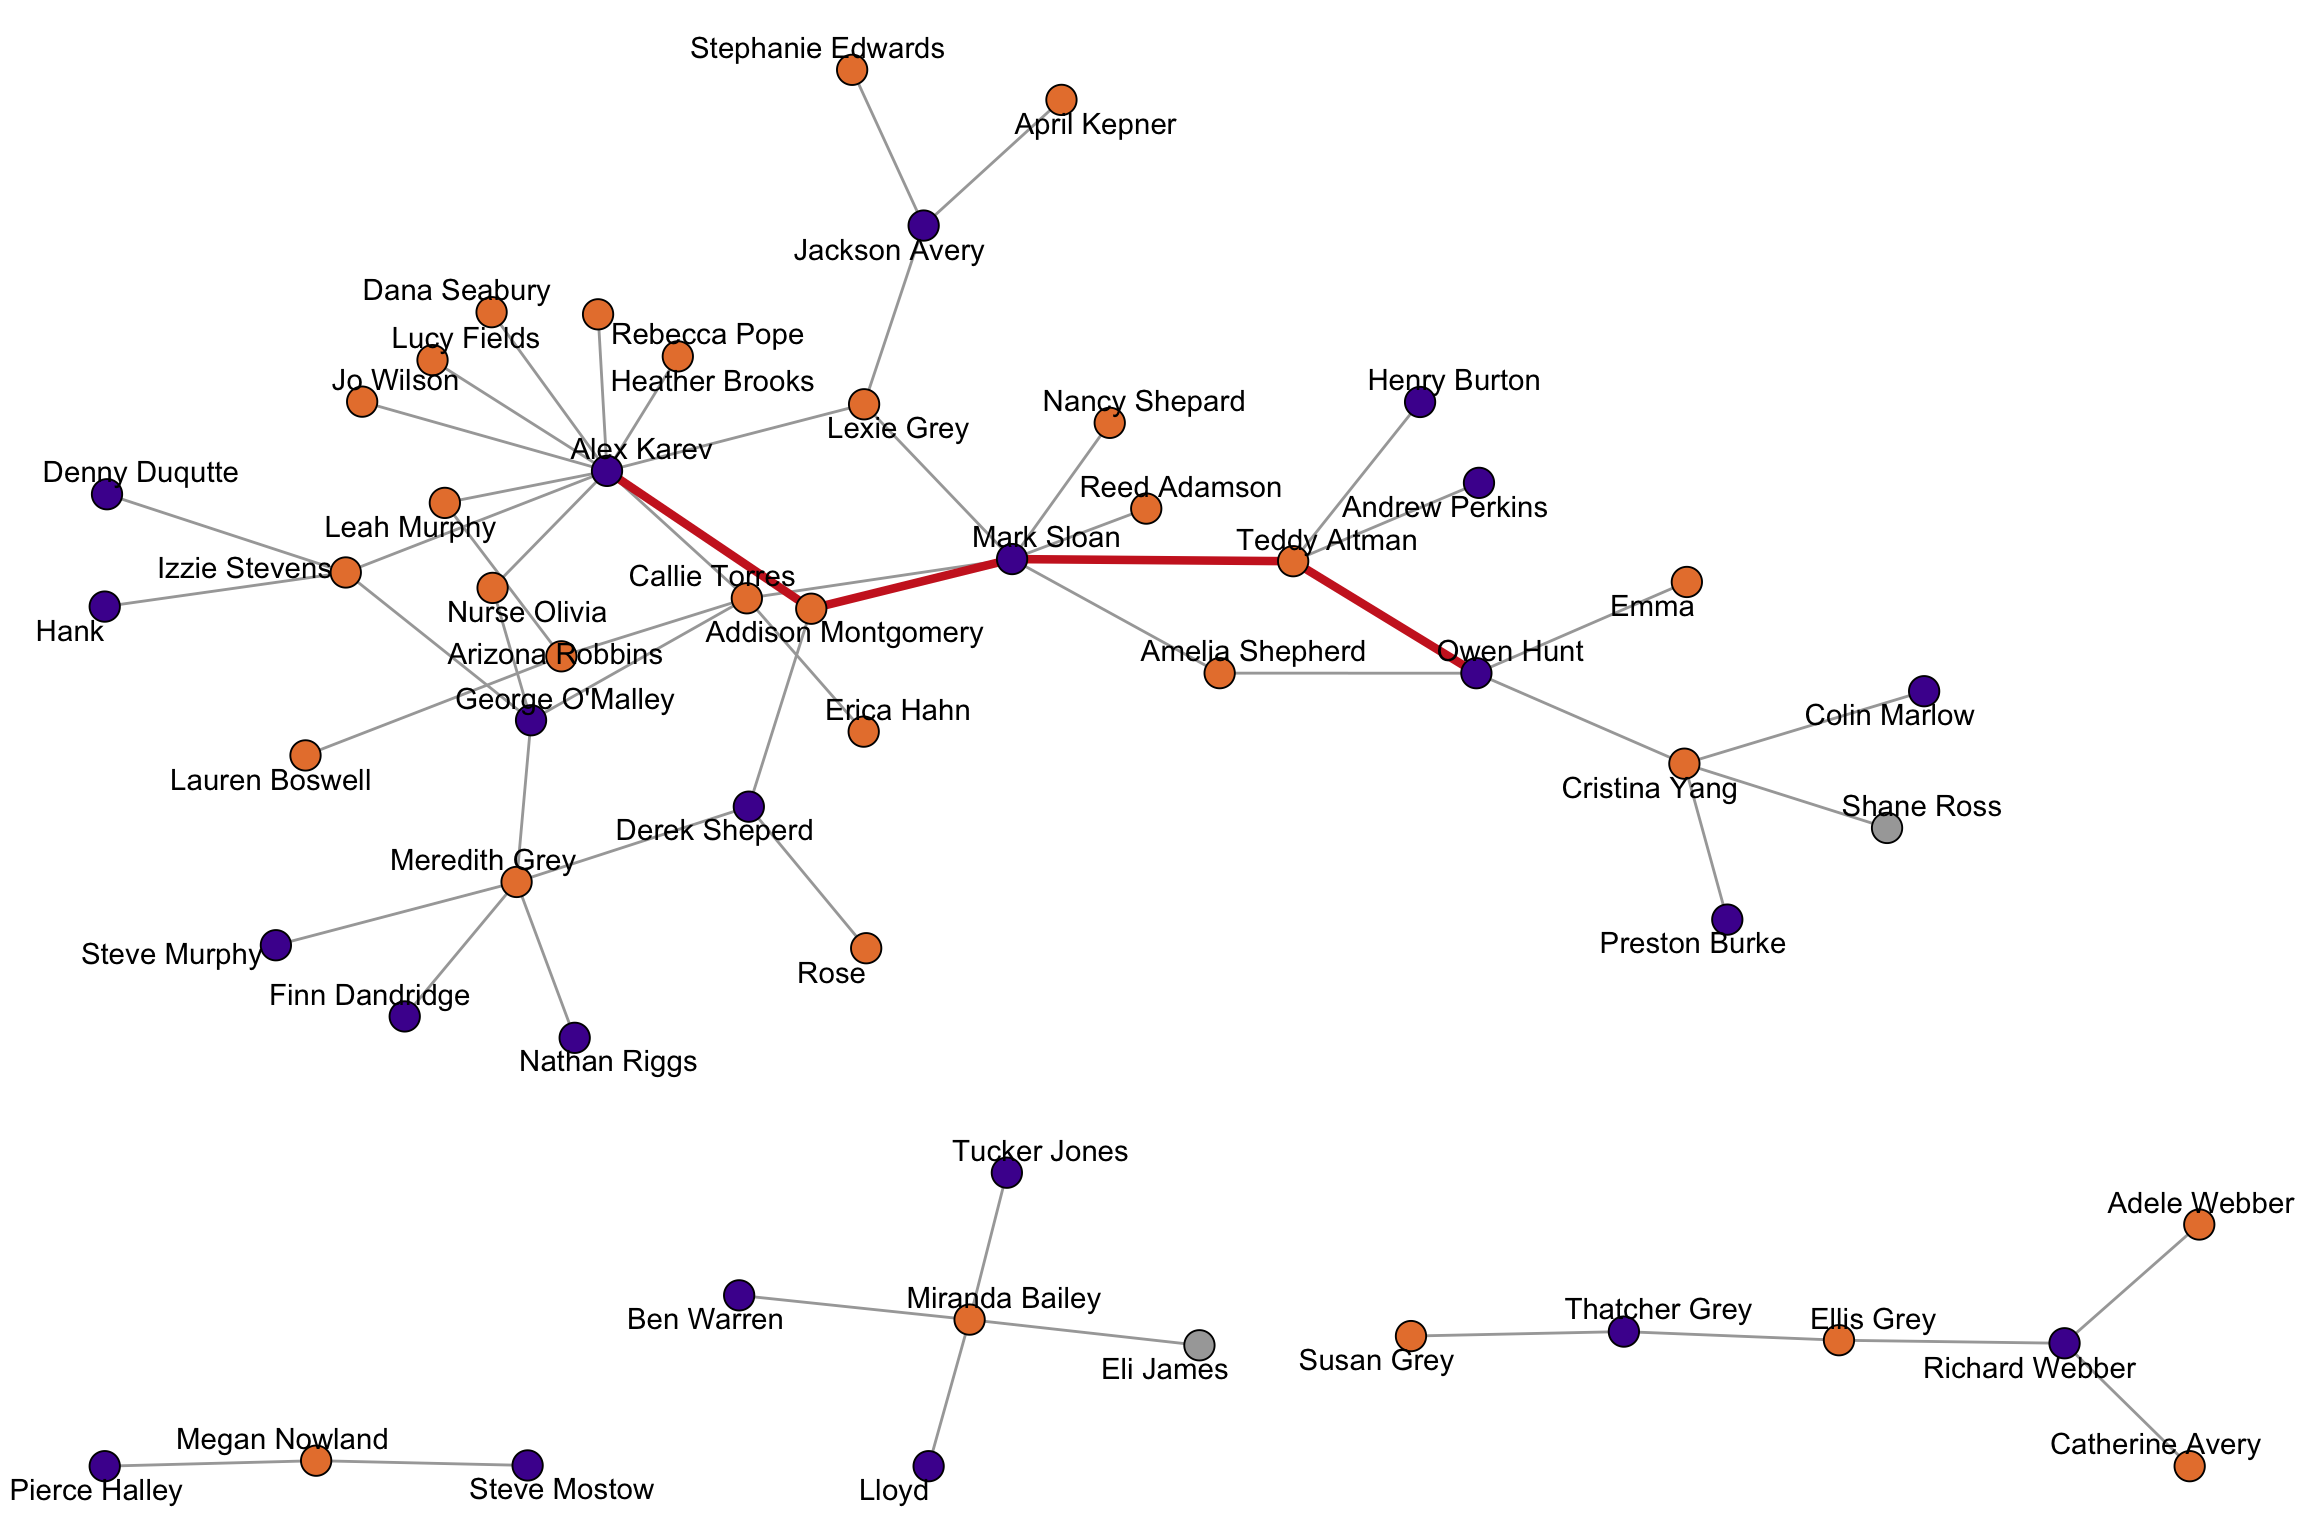 Stephanie Edwards
April Kepner
Jackson Avery
Dana Seabury
Lucy Fields
Rebecca Pope
Jo Wilson
Heather Brooks
Henry Burton
Nancy Shepard
Lexie Grey
Alex Karev
Denny Duqutte
Reed Adamson
Andrew Perkins
Leah Murphy
Mark Sloan
Teddy Altman
Izzie Stevens
Callie Torres
Emma
Nurse Olivia
Hank
Addison Montgomery
Arizona Robbins
Amelia Shepherd
Owen Hunt
George O'Malley
Erica Hahn
Colin Marlow
Lauren Boswell
Cristina Yang
Shane Ross
Derek Sheperd
Meredith Grey
Preston Burke
Steve Murphy
Rose
Finn Dandridge
Nathan Riggs
Tucker Jones
Adele Webber
Miranda Bailey
Ben Warren
Thatcher Grey
Ellis Grey
Susan Grey
Eli James
Richard Webber
Megan Nowland
Catherine Avery
Pierce Halley
Steve Mostow
Lloyd